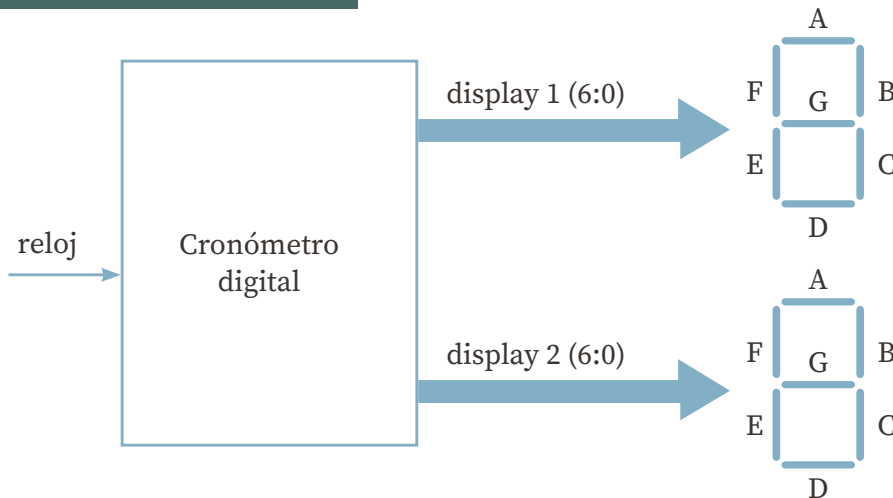 A
display 1 (6:0)
F
G
B
E
C
D
reloj
Cronómetro
digital
A
display 2 (6:0)
F
G
B
E
C
D